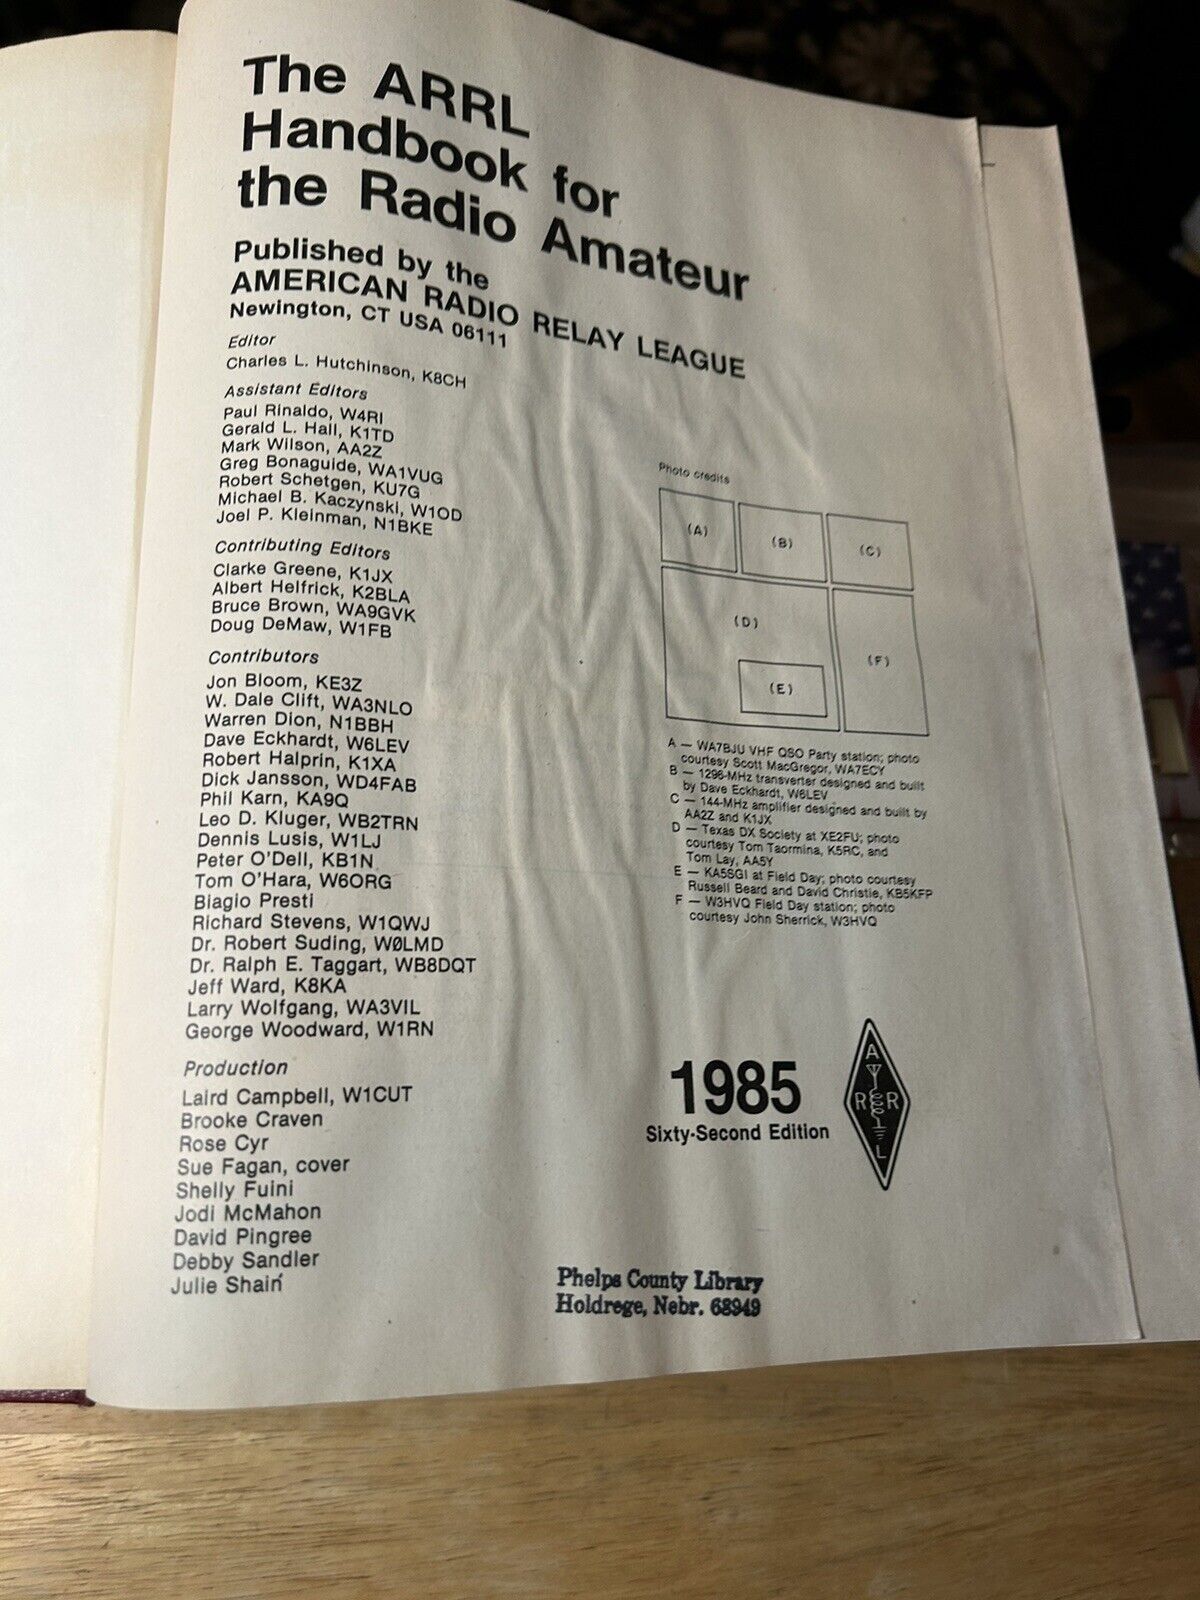 The ARRL
Handbook for
the Radio Amateur
Published by the
AMERICAN RADIO RELAY LEAGUE
Newington, CT USA 06111
Editor
Charles L. Hutchinson, K8CH
Assistant Editors
Paul Rinaldo, W4RI
Gerald L. Hall, K1TD
Mark Wilson, AA2Z
Greg Bonaguide, WA1VUG
Robert Schetgen, KU7G
Michael B. Kaczynski, W1OD
Joel P. Kleinman, N1BKE
Contributing Editors
Clarke Greene, K1JX
Albert Helfrick, K2BLA
Bruce Brown, WA9GVK
Doug DeMaw, W1FB
Contributors
Jon Bloom, KE3Z
W. Dale Clift, WA3NLO
Warren Dion, N1BBH
Dave Eckhardt, W6LEV
Robert Halprin, K1XA
Dick Jansson, WD4FAB
Phil Karn, KA9Q
Leo D. Kluger, WB2TRN
Dennis Lusis, W1LJ
Peter O'Dell, KB1N
Tom O'Hara, W6ORG
Biagio Presti
Richard Stevens, W1QWJ
Dr. Robert Suding, WØLMD
Dr. Ralph E. Taggart, WB8DQT
Jeff Ward, K8KA
Larry Wolfgang, WA3VIL
George Woodward, W1RN
Production
Laird Campbell, W1CUT
Brooke Craven
Rose Cyr
Sue Fagan, cover
Shelly Fuini
Jodi McMahon
David Pingree
Debby Sandler
Julie Shain
Photo credits
(A)
(B)
(C)
(D)
(E)
(F)
A — WA7BJU VHF QSO Party station; photo
courtesy Scott MacGregor, WA7ECY
B — 1296-MHz transverter designed and built
by Dave Eckhardt, W6LEV
C — 144-MHz amplifier designed and built by
AA2Z and K1JX
D — Texas DX Society at XE2FU; photo
courtesy Tom Taormina, K5RC, and
Tom Lay, AA5Y
E — KA5SGI at Field Day; photo courtesy
Russell Beard and David Christie, KB5KFP
F — W3HVQ Field Day station; photo
courtesy John Sherrick, W3HVQ
1985
Sixty-Second Edition
A
R R
L
Phelps County Library
Holdrege, Nebr. 68949